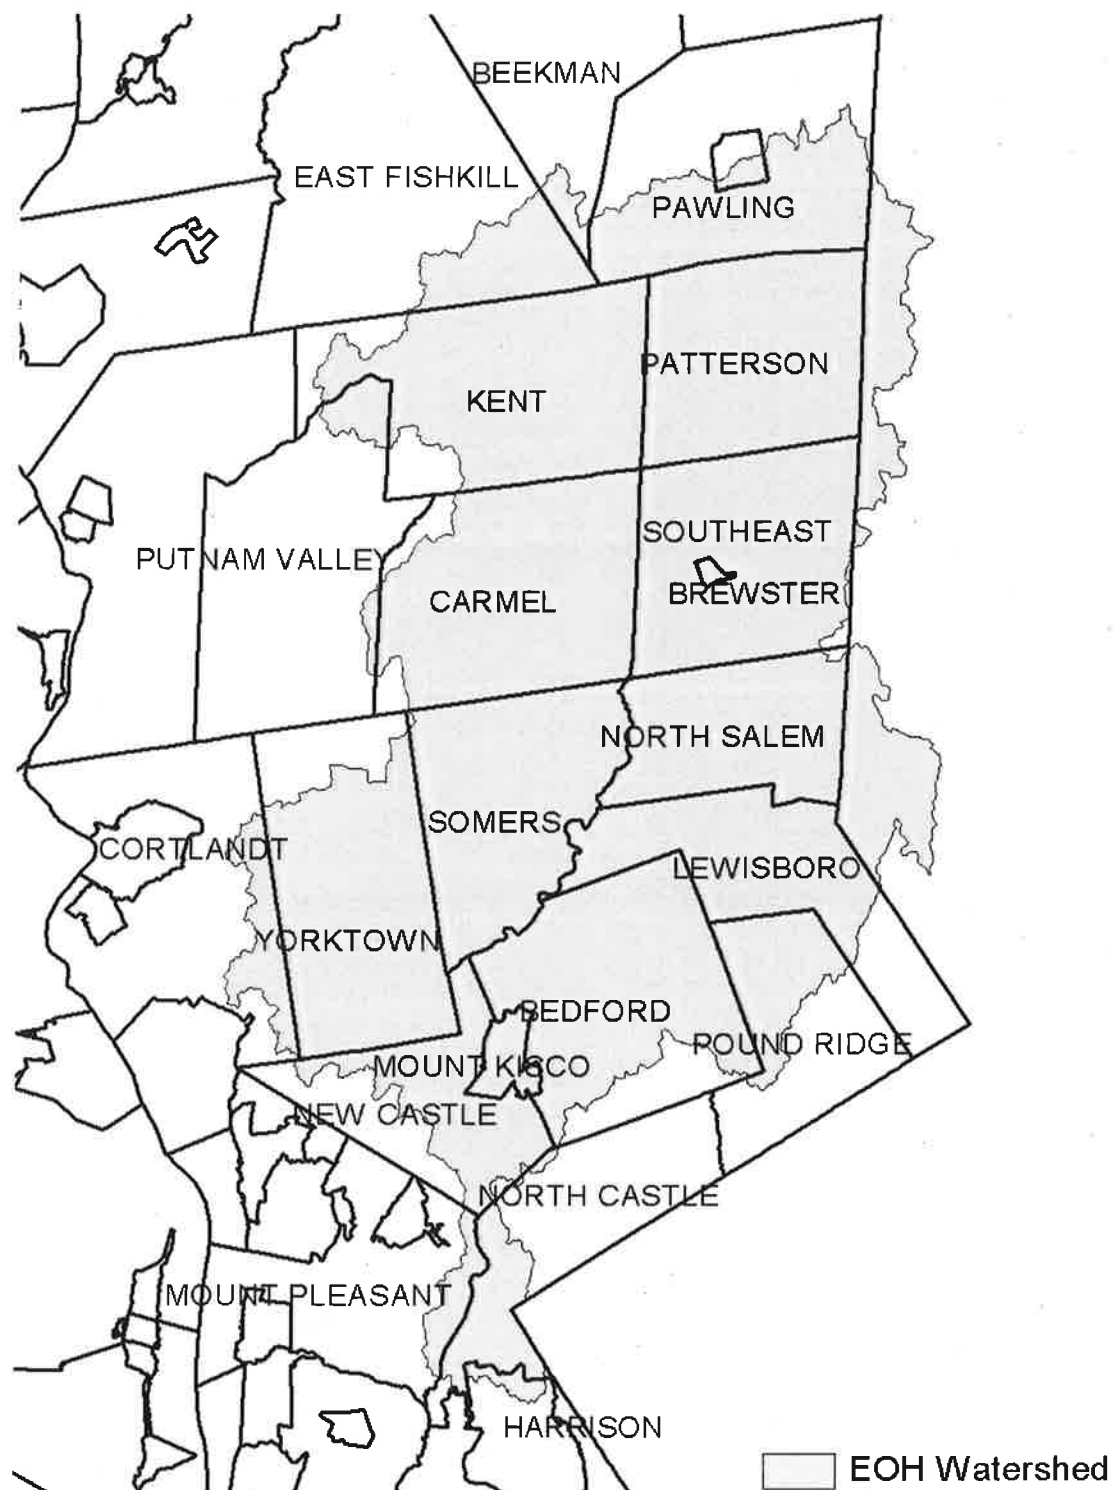 BEEKMAN
EAST FISHKILL
PAWLING
PATTERSON
KENT
SOUTHEAST
PUTNAM VALLEY
BREWSTER
CARMEL
NORTH SALEM
SOMERS
CORTLANDT
LEWISBORO
YORKTOWN
BEDFORD
POUND RIDGE
MOUNT KISCO
NEW CASTLE
NORTH CASTLE
MOUNT PLEASANT
HARRISON
EOH Watershed